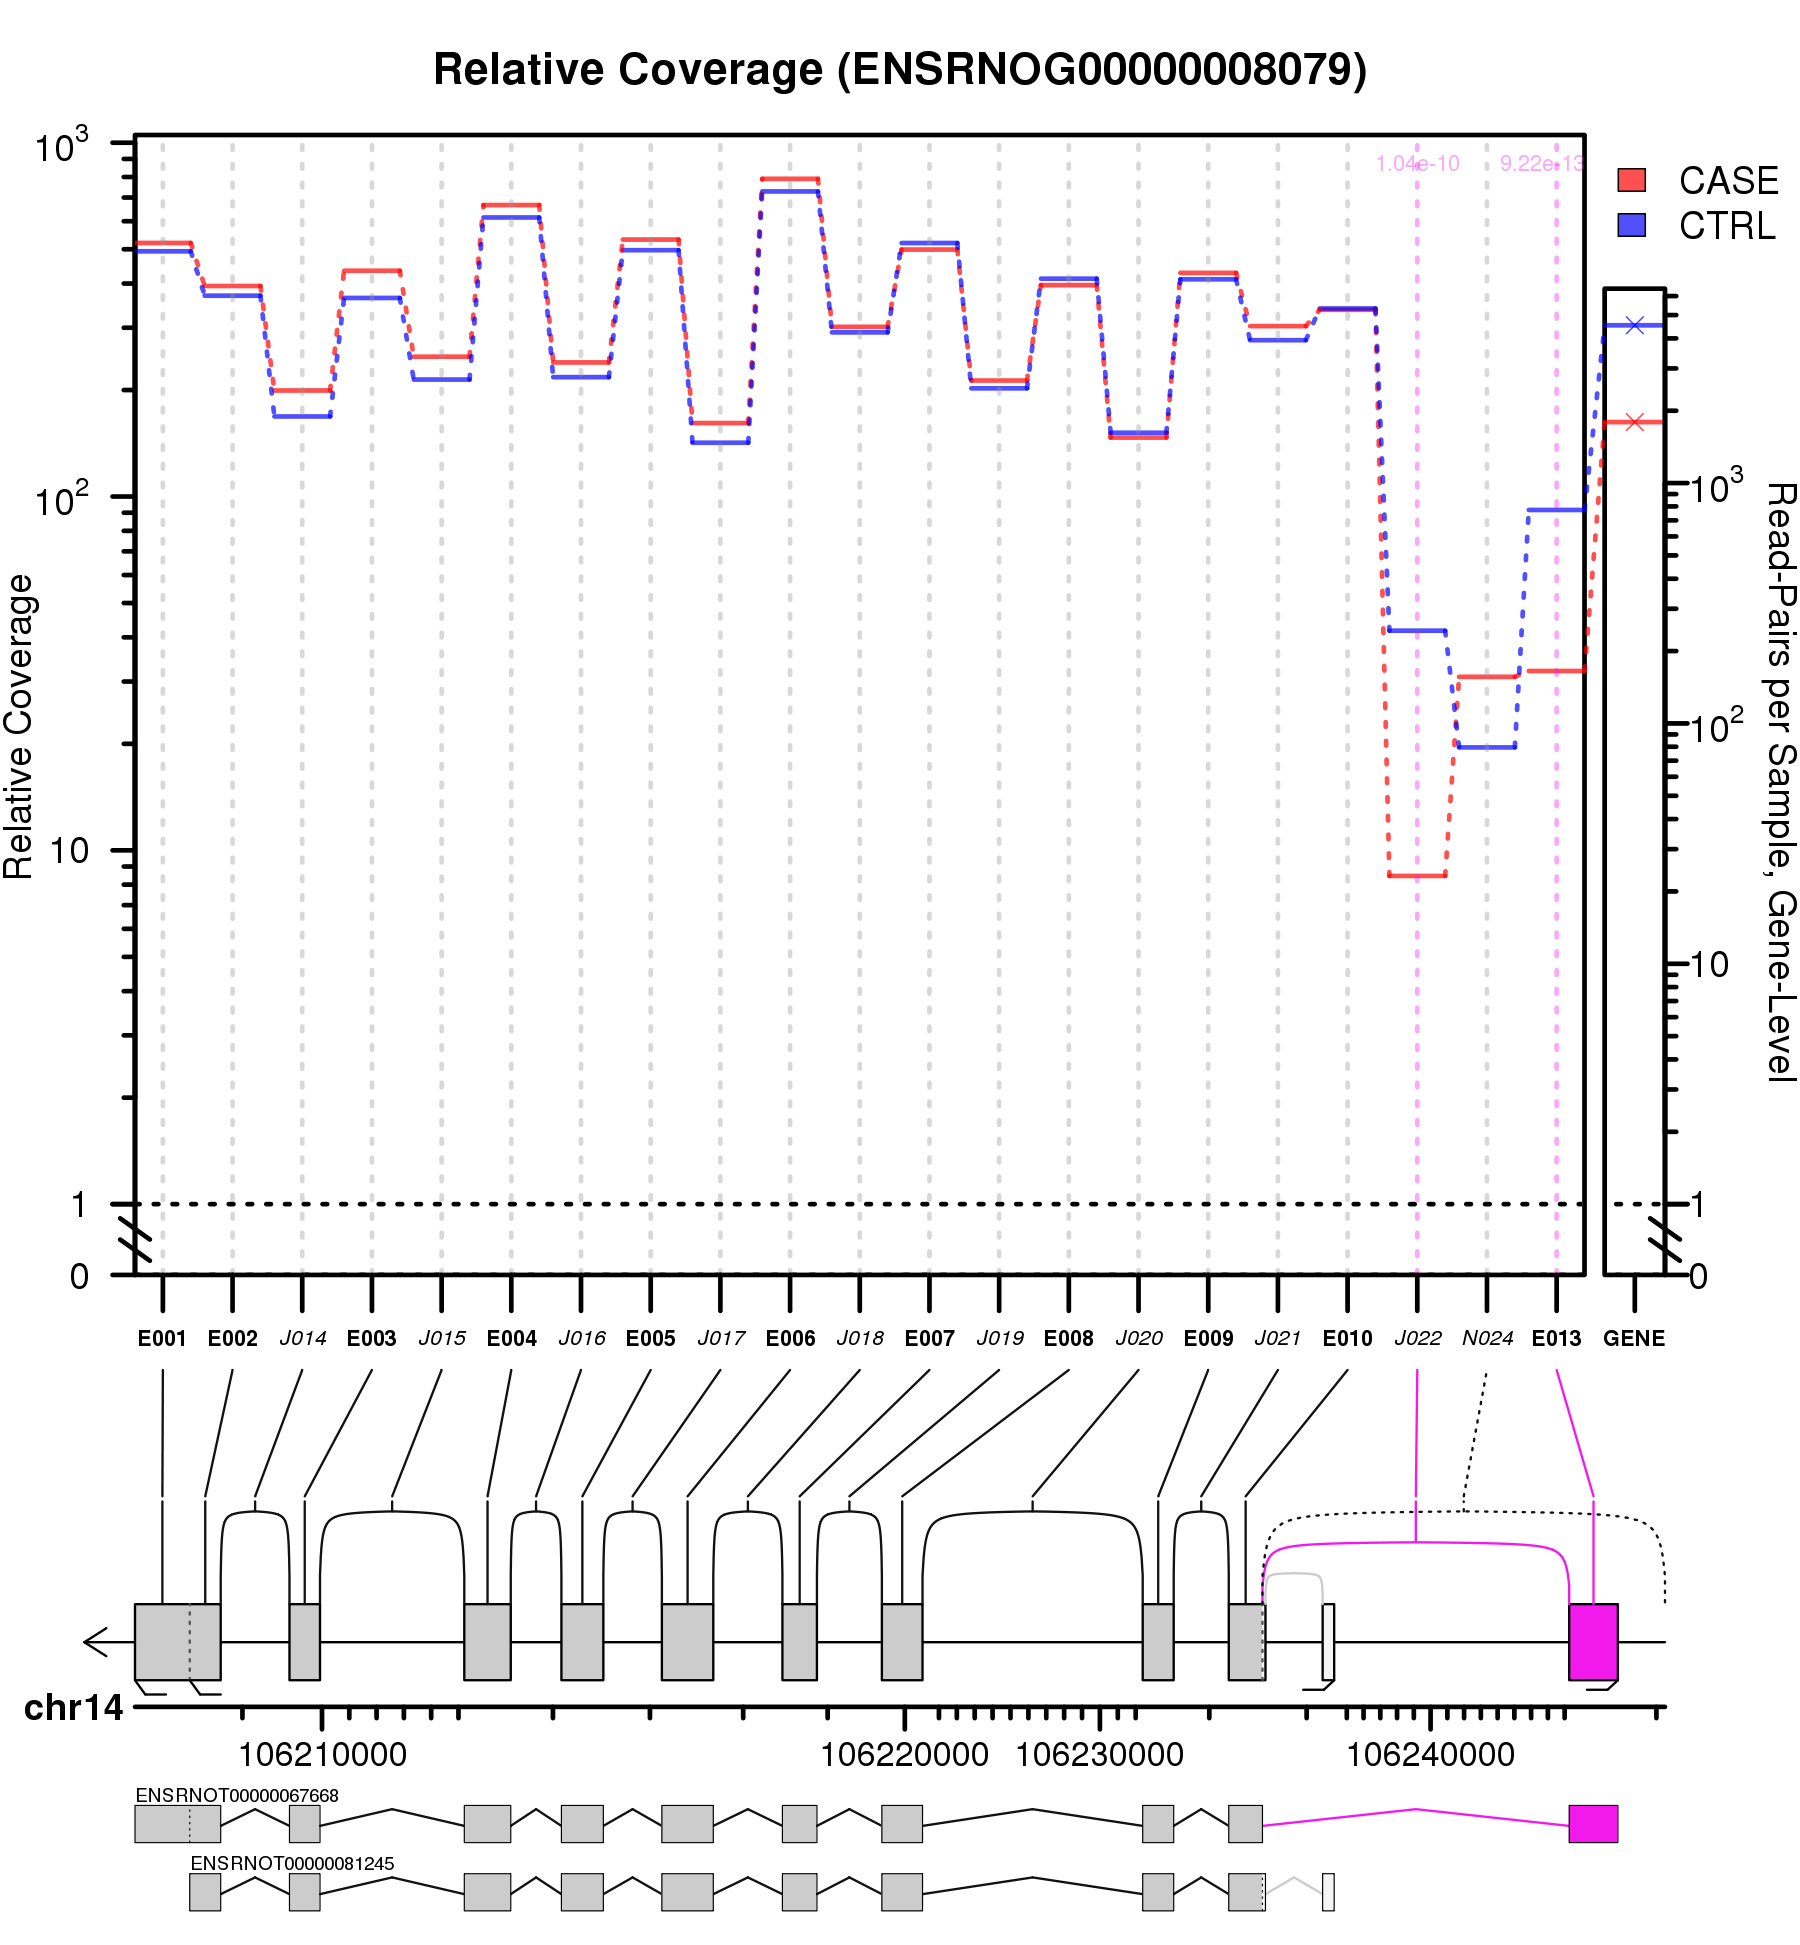 Relative Coverage (ENSRNOG00000008079)
10³
1.04e-10 9.22e-13
CASE
CTRL
10²
10
1
0
Relative Coverage
10³
10²
10
1
0
Read-Pairs per Sample, Gene-Level
E001 E002 J014 E003 J015 E004 J016 E005 J017 E006 J018 E007 J019 E008 J020 E009 J021 E010 J022 N024 E013 GENE
chr14
106210000 106220000 106230000 106240000
ENSRNOT00000067668
ENSRNOT00000081245